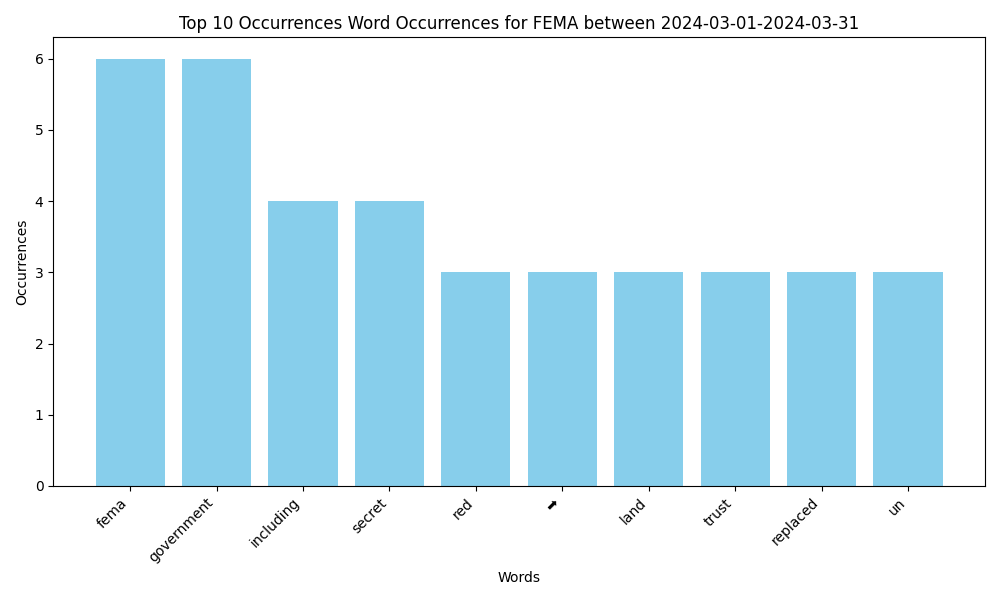 Top 10 Occurrences Word Occurrences for FEMA between 2024-03-01-2024-03-31
Occurrences
6
5
4
3
2
1
0
fema
government
including
secret
red
➡
land
trust
replaced
un
Words